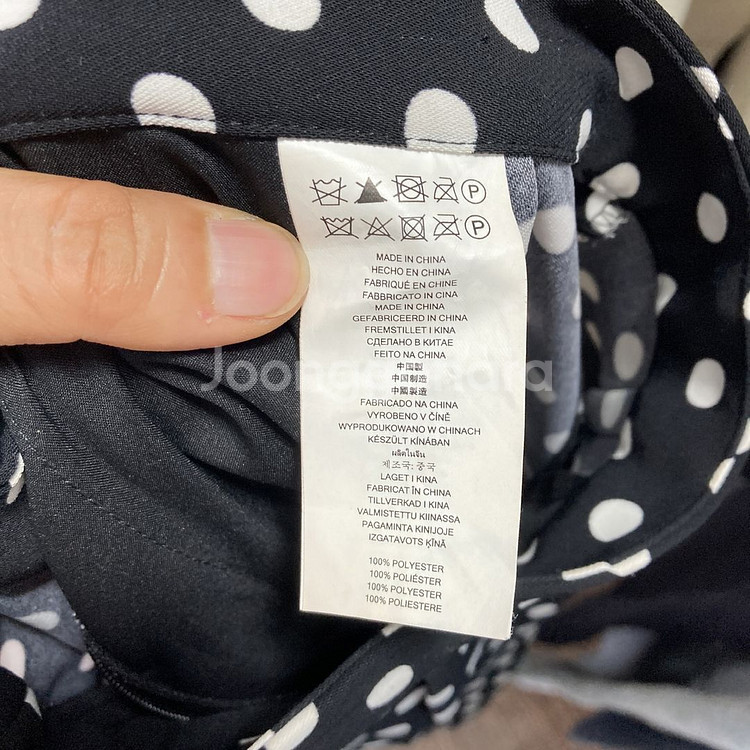 MADE IN CHINA
HECHO EN CHINA
FABRIQUÉ EN CHINE
FABBRICATO IN CINA
MADE IN CHINA
GEFABRICEERD IN CHINA
FREMSTILLET I KINA
СДЕЛАНО В КИТАЕ
FEITO NA CHINA
中国製
中国制造
中國製造
FABRICADO NA CHINA
VYROBENO V ČÍNĚ
WYPRODUKOWANO W CHINACH
KÉSZÜLT KÍNÁBAN
ผลิตในจีน
제조국: 중국
LAGET I KINA
FABRICAT ÎN CHINA
TILLVERKAD I KINA
VALMISTETTU KIINASSA
PAGAMINTA KINIJOJE
IZGATAVOTS ĶĪNĀ
100% POLYESTER
100% POLIÉSTER
100% POLYESTER
100% POLIESTERE